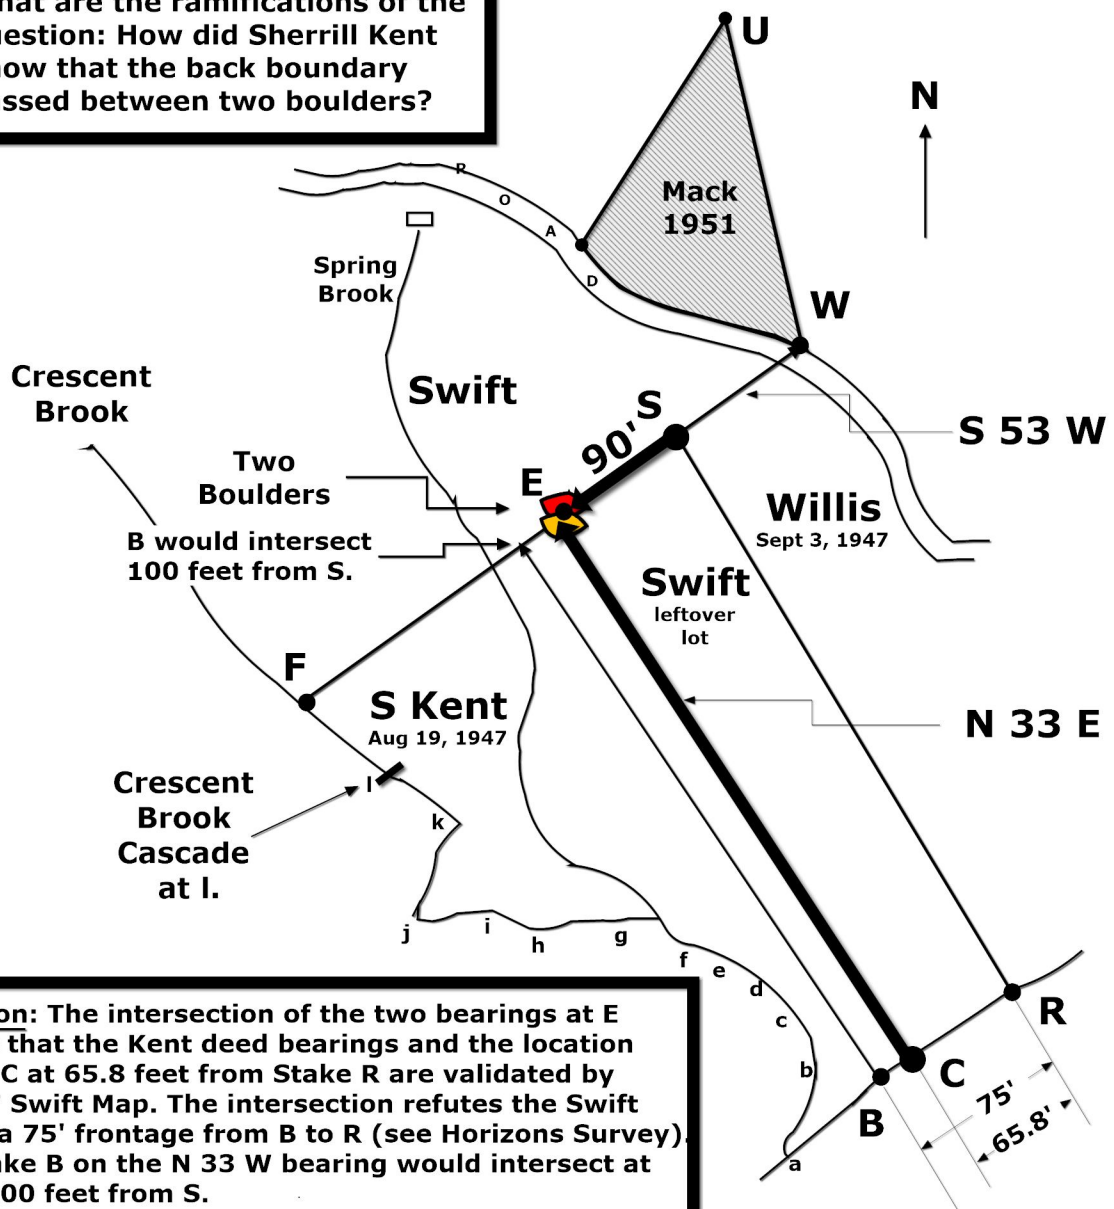 hat are the ramifications of the
uestion: How did Sherrill Kent
ow that the back boundary
ssed between two boulders?
U
N
R
O
A
D
Mack
1951
Spring
Brook
W
Crescent
Brook
Swift
S
90'
S 53 W
Two
Boulders
E
Willis
Sept 3, 1947
B would intersect
100 feet from S.
Swift
leftover
lot
F
S Kent
Aug 19, 1947
N 33 E
Crescent
Brook
Cascade
at l.
l
k
j
i
h
g
f
e
d
c
b
a
R
C
B
75'
65.8'
on: The intersection of the two bearings at E
that the Kent deed bearings and the location
C at 65.8 feet from Stake R are validated by
' Swift Map. The intersection refutes the Swift
a 75' frontage from B to R (see Horizons Survey).
ke B on the N 33 W bearing would intersect at
00 feet from S.